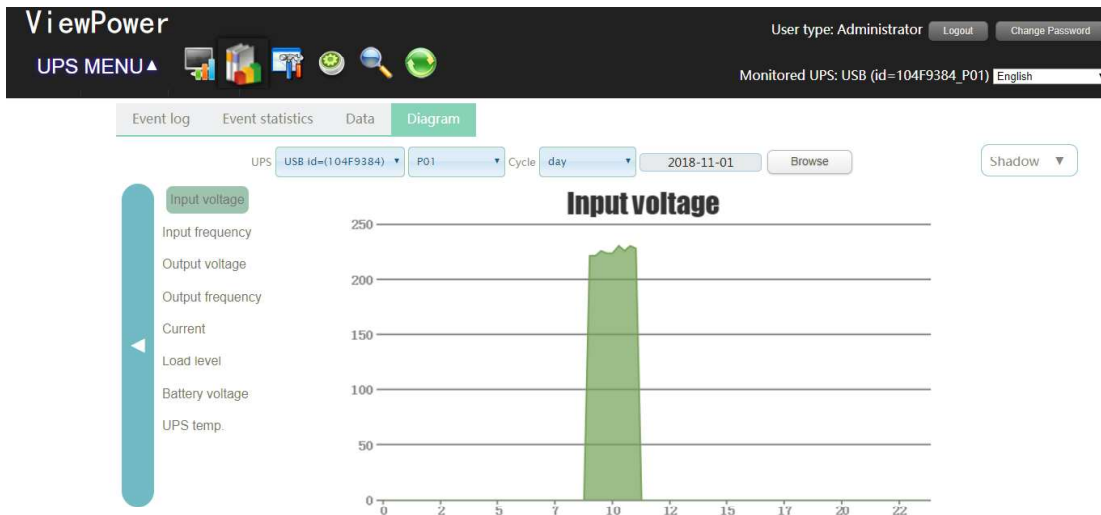 ViewPower
User type: Administrator Logout Change Password
UPS MENU▲
Monitored UPS: USB (id=104F9384_P01) English
Event log Event statistics Data Diagram
UPS USB id=(104F9384) P01 Cycle day 2018-11-01 Browse Shadow ▼
Input voltage
Input frequency
Output voltage
Output frequency
Current
Load level
Battery voltage
UPS temp.
Input voltage
250
200
150
100
50
0
0 2 5 7 10 12 15 17 20 22